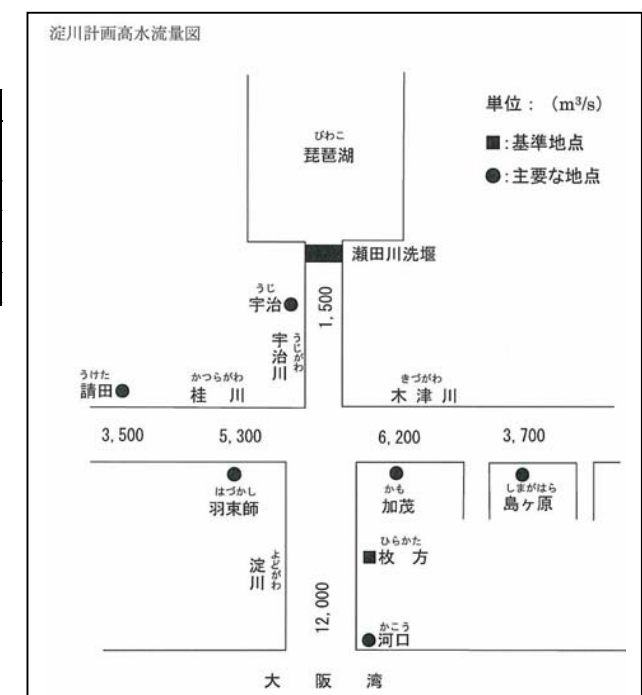 淀川計画高水流量図
単位：（m³/s）
■:基準地点
●:主要な地点
びわこ
琵琶湖
瀬田川洗堰
うじ
宇治●
1,500
宇治川
うじがわ
うけた
請田●
かつらがわ
桂川
きづがわ
木津川
3,500
5,300
6,200
3,700
はづかし
羽束師
かも
加茂
しまがはら
島ヶ原
ひらかた
■枚方
淀川
よどがわ
12,000
かこう
●河口
大阪湾